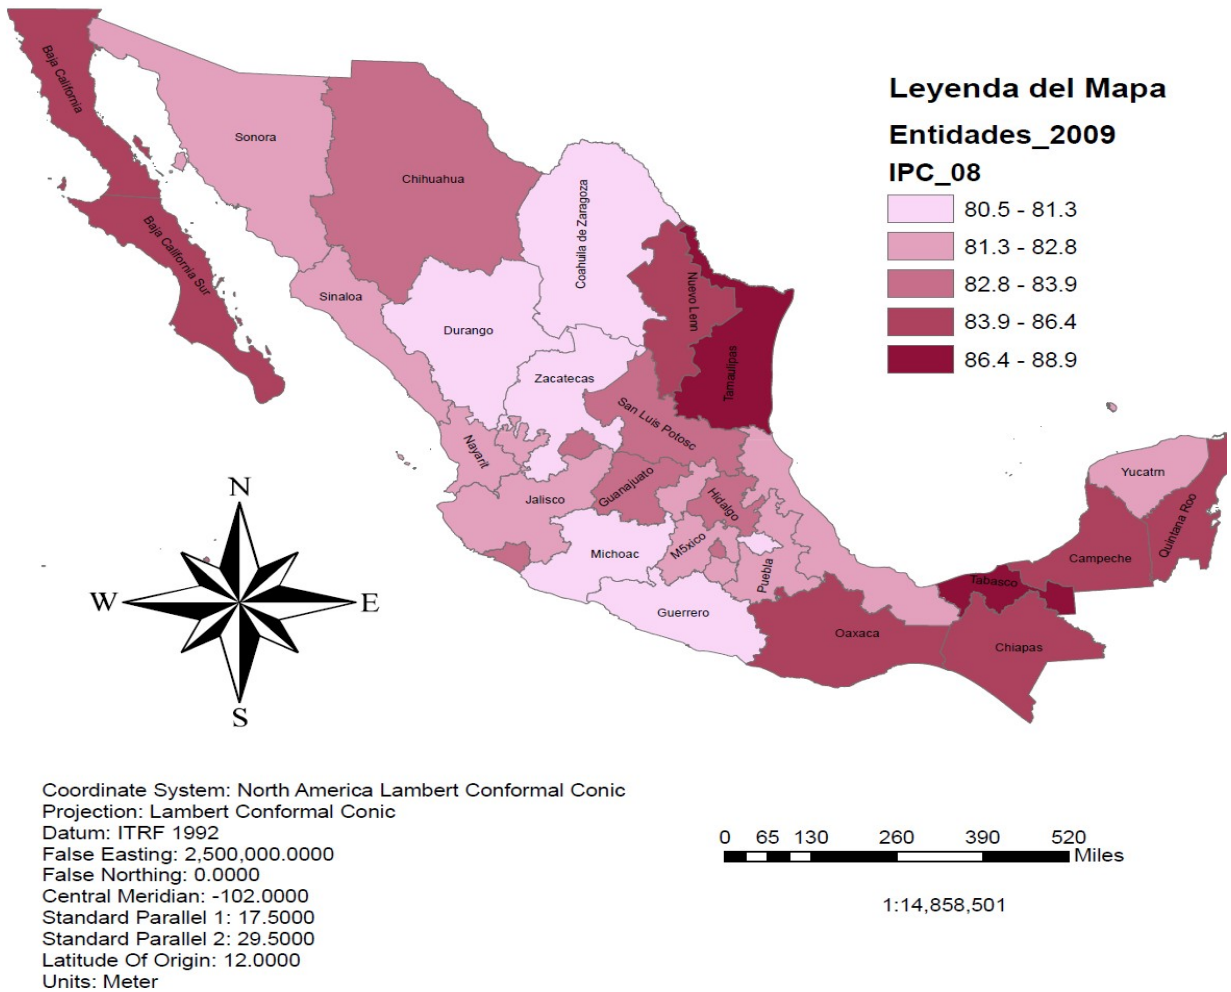 Baja California
Baja California Sur
Sonora
Chihuahua
Coahuila de Zaragoza
Sinaloa
Durango
Nuevo Lenn
Tamaulipas
Zacatecas
San Luis Potosc
Nayarit
Jalisco
Guanajuato
Hidalgo
Michoac
M5xico
Puebla
Guerrero
Oaxaca
Tabasco
Chiapas
Campeche
Yucatrn
Quintana Roo
Leyenda del Mapa
Entidades_2009
IPC_08
80.5 - 81.3
81.3 - 82.8
82.8 - 83.9
83.9 - 86.4
86.4 - 88.9
N
W
E
S
Coordinate System: North America Lambert Conformal Conic
Projection: Lambert Conformal Conic
Datum: ITRF 1992
False Easting: 2,500,000.0000
False Northing: 0.0000
Central Meridian: -102.0000
Standard Parallel 1: 17.5000
Standard Parallel 2: 29.5000
Latitude Of Origin: 12.0000
Units: Meter
0 65 130 260 390 520
Miles
1:14,858,501